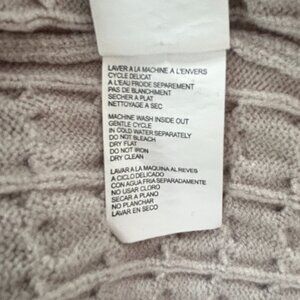 LAVER A LA MACHINE A L'ENVERS
CYCLE DELICAT
A L'EAU FROIDE SEPAREMENT
PAS DE BLANCHIMENT
SECHER A PLAT
NETTOYAGE A SEC
MACHINE WASH INSIDE OUT
GENTLE CYCLE
IN COLD WATER SEPARATELY
DO NOT BLEACH
DRY FLAT
DO NOT IRON
DRY CLEAN
LAVAR A LA MAQUINA AL REVES
A CICLO DELICADO
CON AGUA FRIA SEPARADAMENTE
NO USAR CLORO
SECAR A PLANO
NO PLANCHAR
LAVAR EN SECO